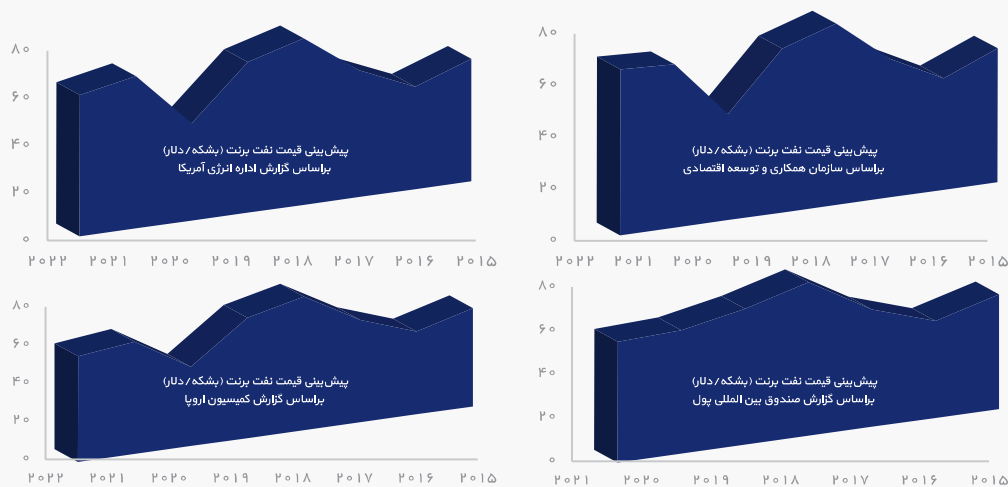 ۸۰
۶۰
۴۰
۲۰
۰
پیش‌بینی قیمت نفت برنت (بشکه/دلار)
براساس سازمان همکاری و توسعه اقتصادی
۲۰۱۵ ۲۰۱۶ ۲۰۱۷ ۲۰۱۸ ۲۰۱۹ ۲۰۲۰ ۲۰۲۱ ۲۰۲۲
۸۰
۶۰
۴۰
۲۰
۰
پیش‌بینی قیمت نفت برنت (بشکه/دلار)
براساس گزارش اداره انرژی آمریکا
۲۰۱۵ ۲۰۱۶ ۲۰۱۷ ۲۰۱۸ ۲۰۱۹ ۲۰۲۰ ۲۰۲۱ ۲۰۲۲
۸۰
۶۰
۴۰
۲۰
۰
پیش‌بینی قیمت نفت برنت (بشکه/دلار)
براساس گزارش صندوق بین المللی پول
۲۰۱۵ ۲۰۱۶ ۲۰۱۷ ۲۰۱۸ ۲۰۱۹ ۲۰۲۰ ۲۰۲۱
۸۰
۶۰
۴۰
۲۰
۰
پیش‌بینی قیمت نفت برنت (بشکه/دلار)
براساس گزارش کمیسیون اروپا
۲۰۱۵ ۲۰۱۶ ۲۰۱۷ ۲۰۱۸ ۲۰۱۹ ۲۰۲۰ ۲۰۲۱ ۲۰۲۲